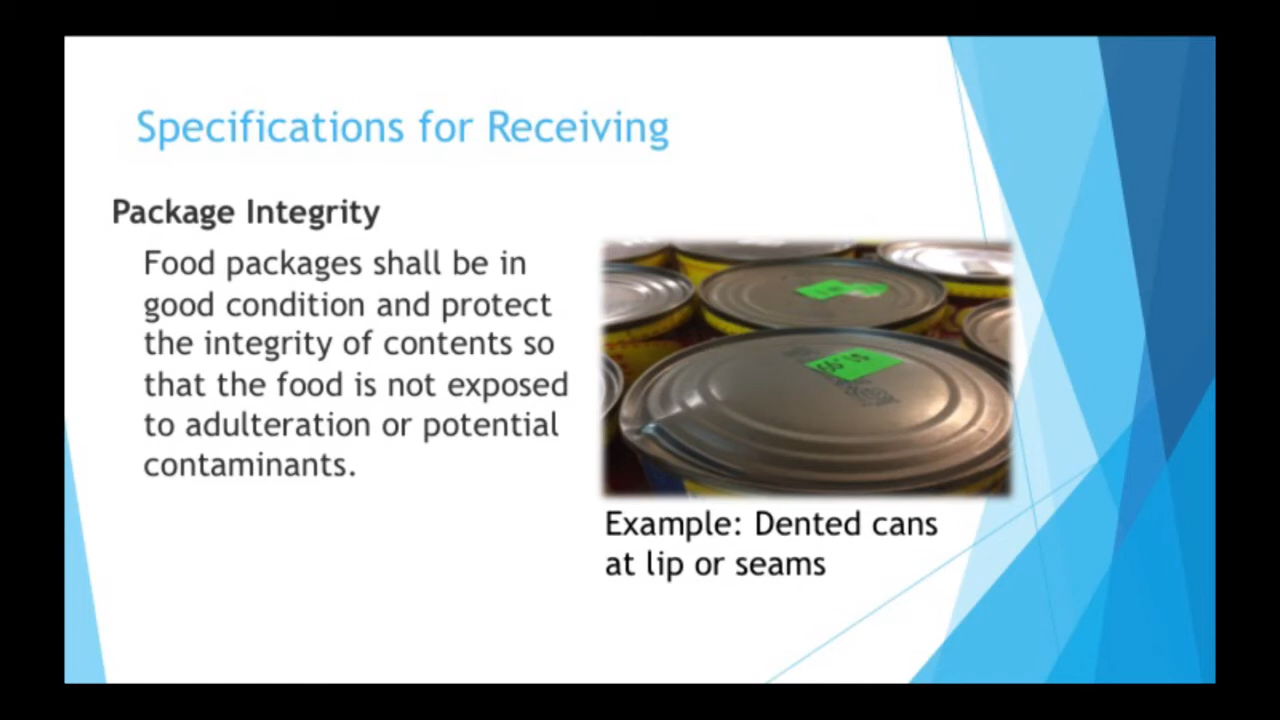 Specifications for Receiving
Package Integrity
Food packages shall be in
good condition and protect
the integrity of contents so
that the food is not exposed
to adulteration or potential
contaminants.
Example: Dented cans
at lip or seams